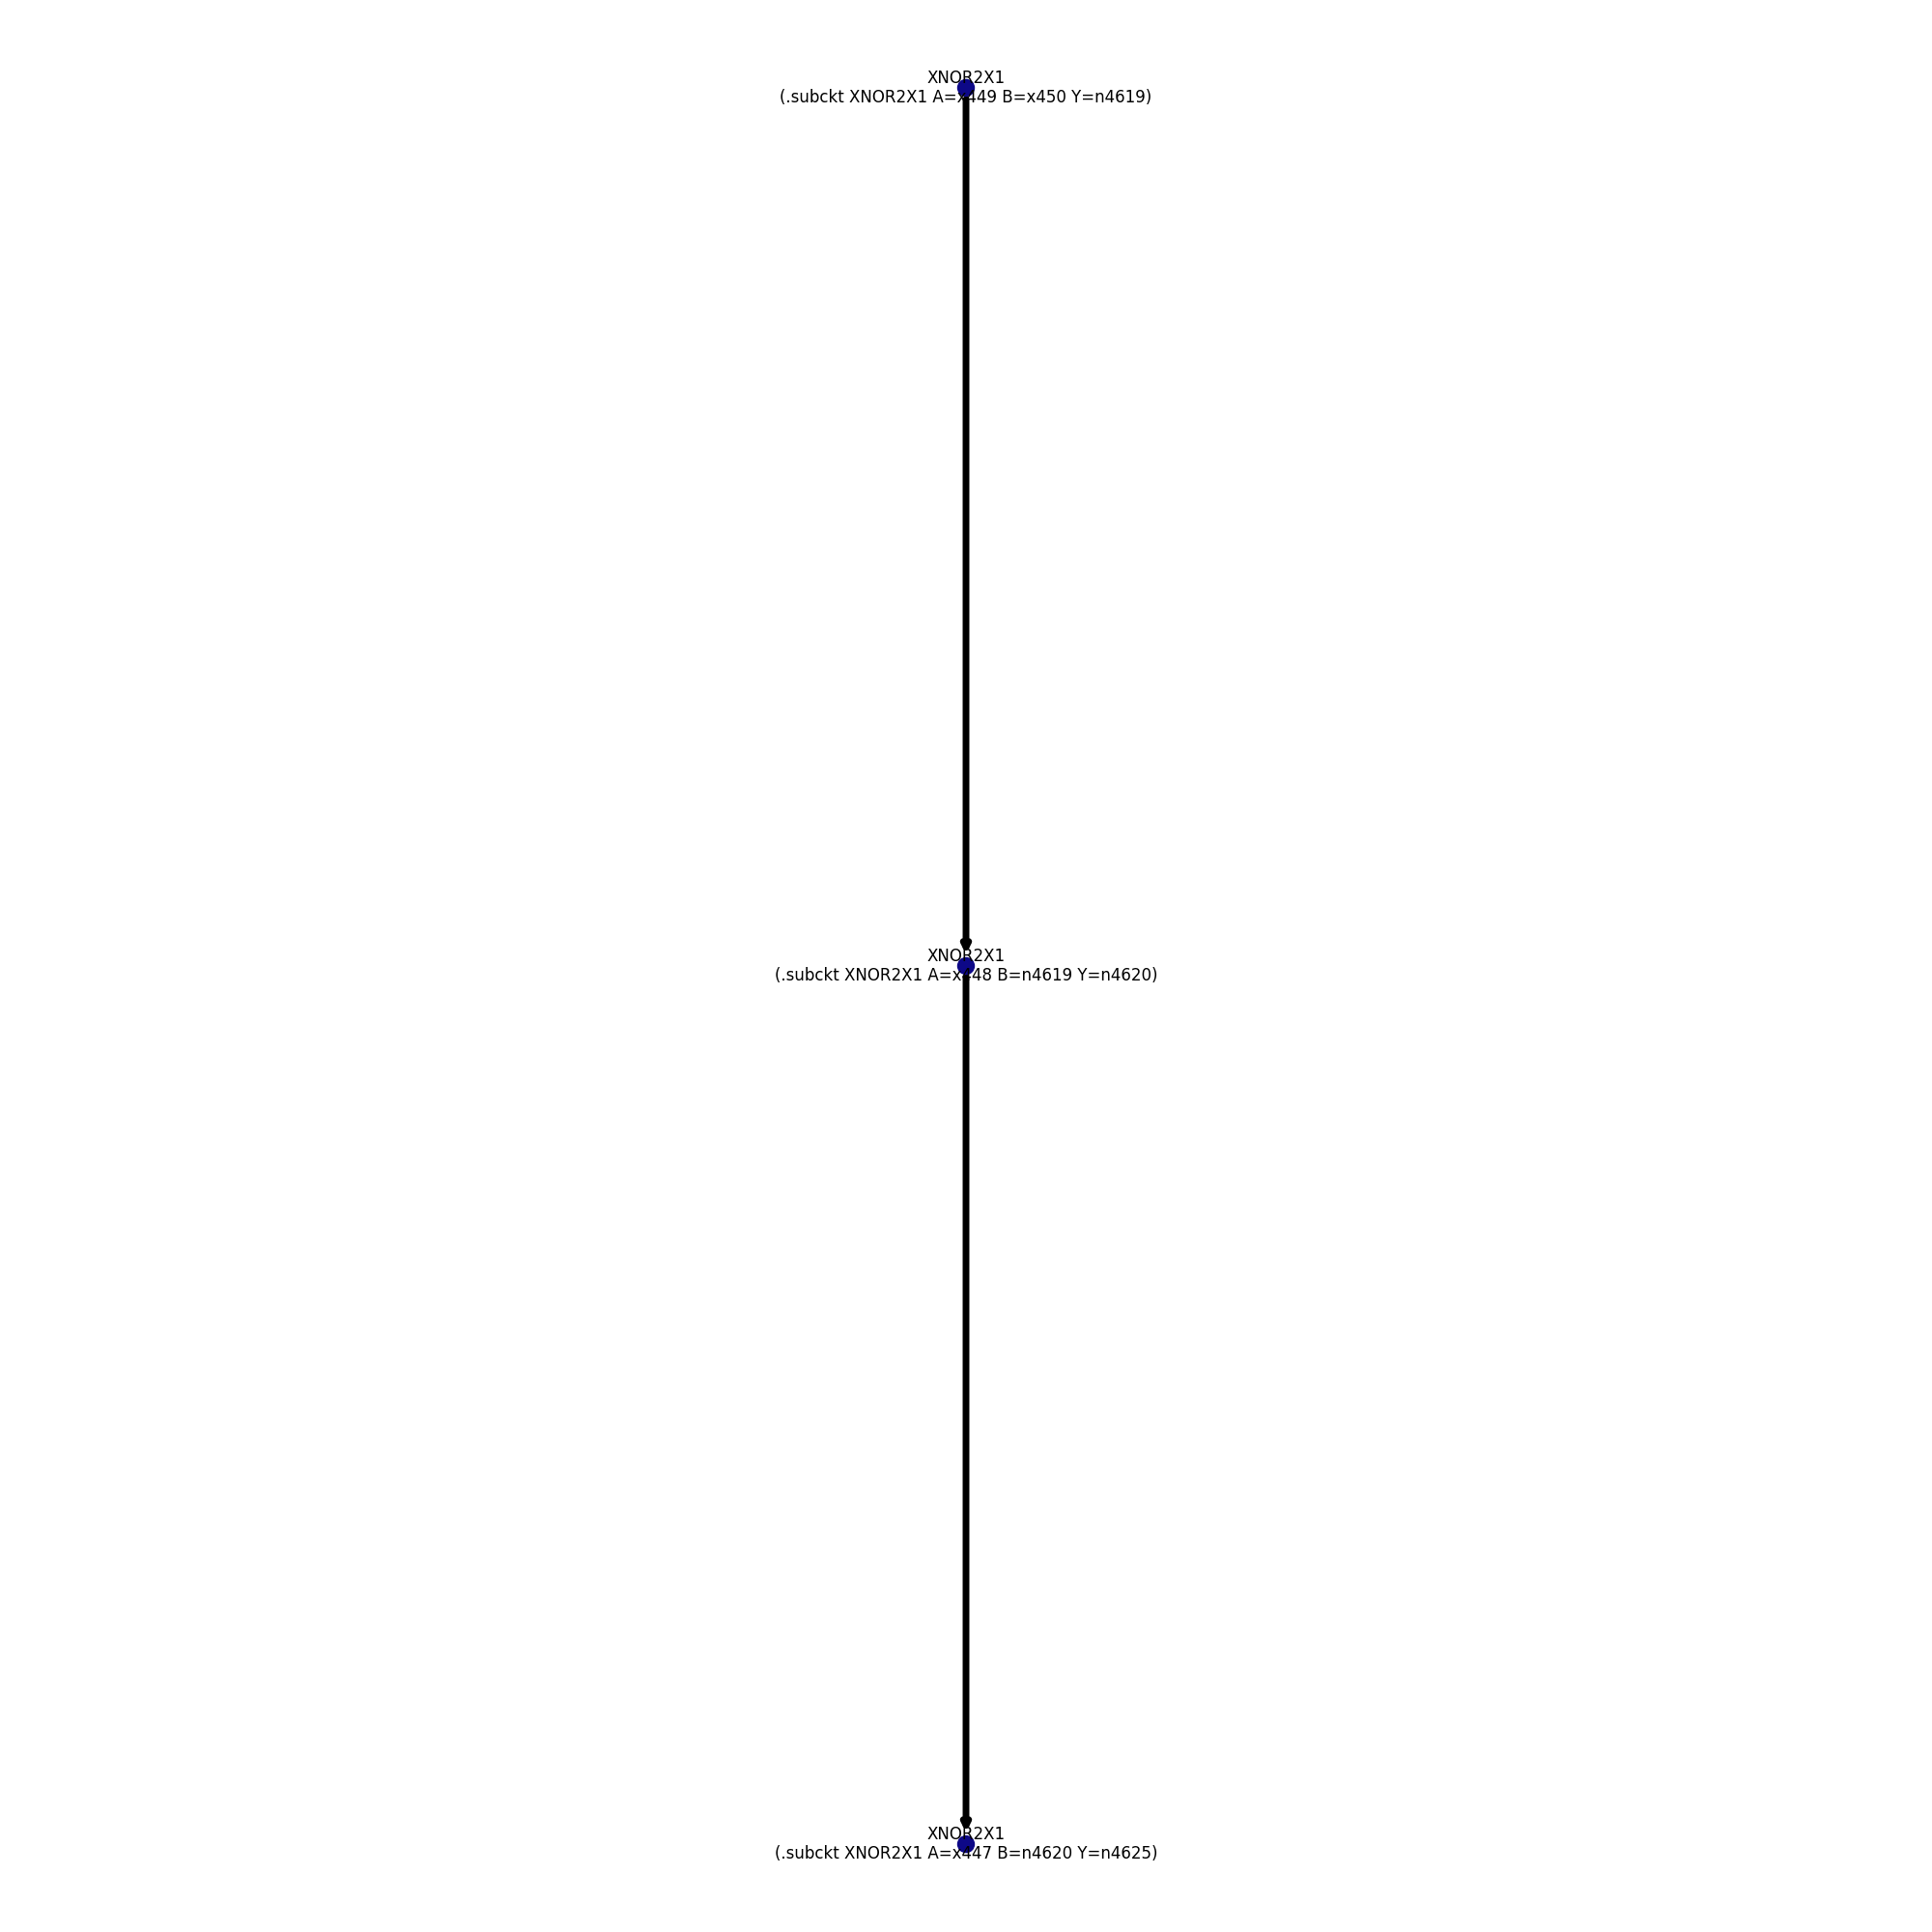 XNOR2X1
(.subckt XNOR2X1 A=x449 B=x450 Y=n4619)
XNOR2X1
(.subckt XNOR2X1 A=x448 B=n4619 Y=n4620)
XNOR2X1
(.subckt XNOR2X1 A=x447 B=n4620 Y=n4625)